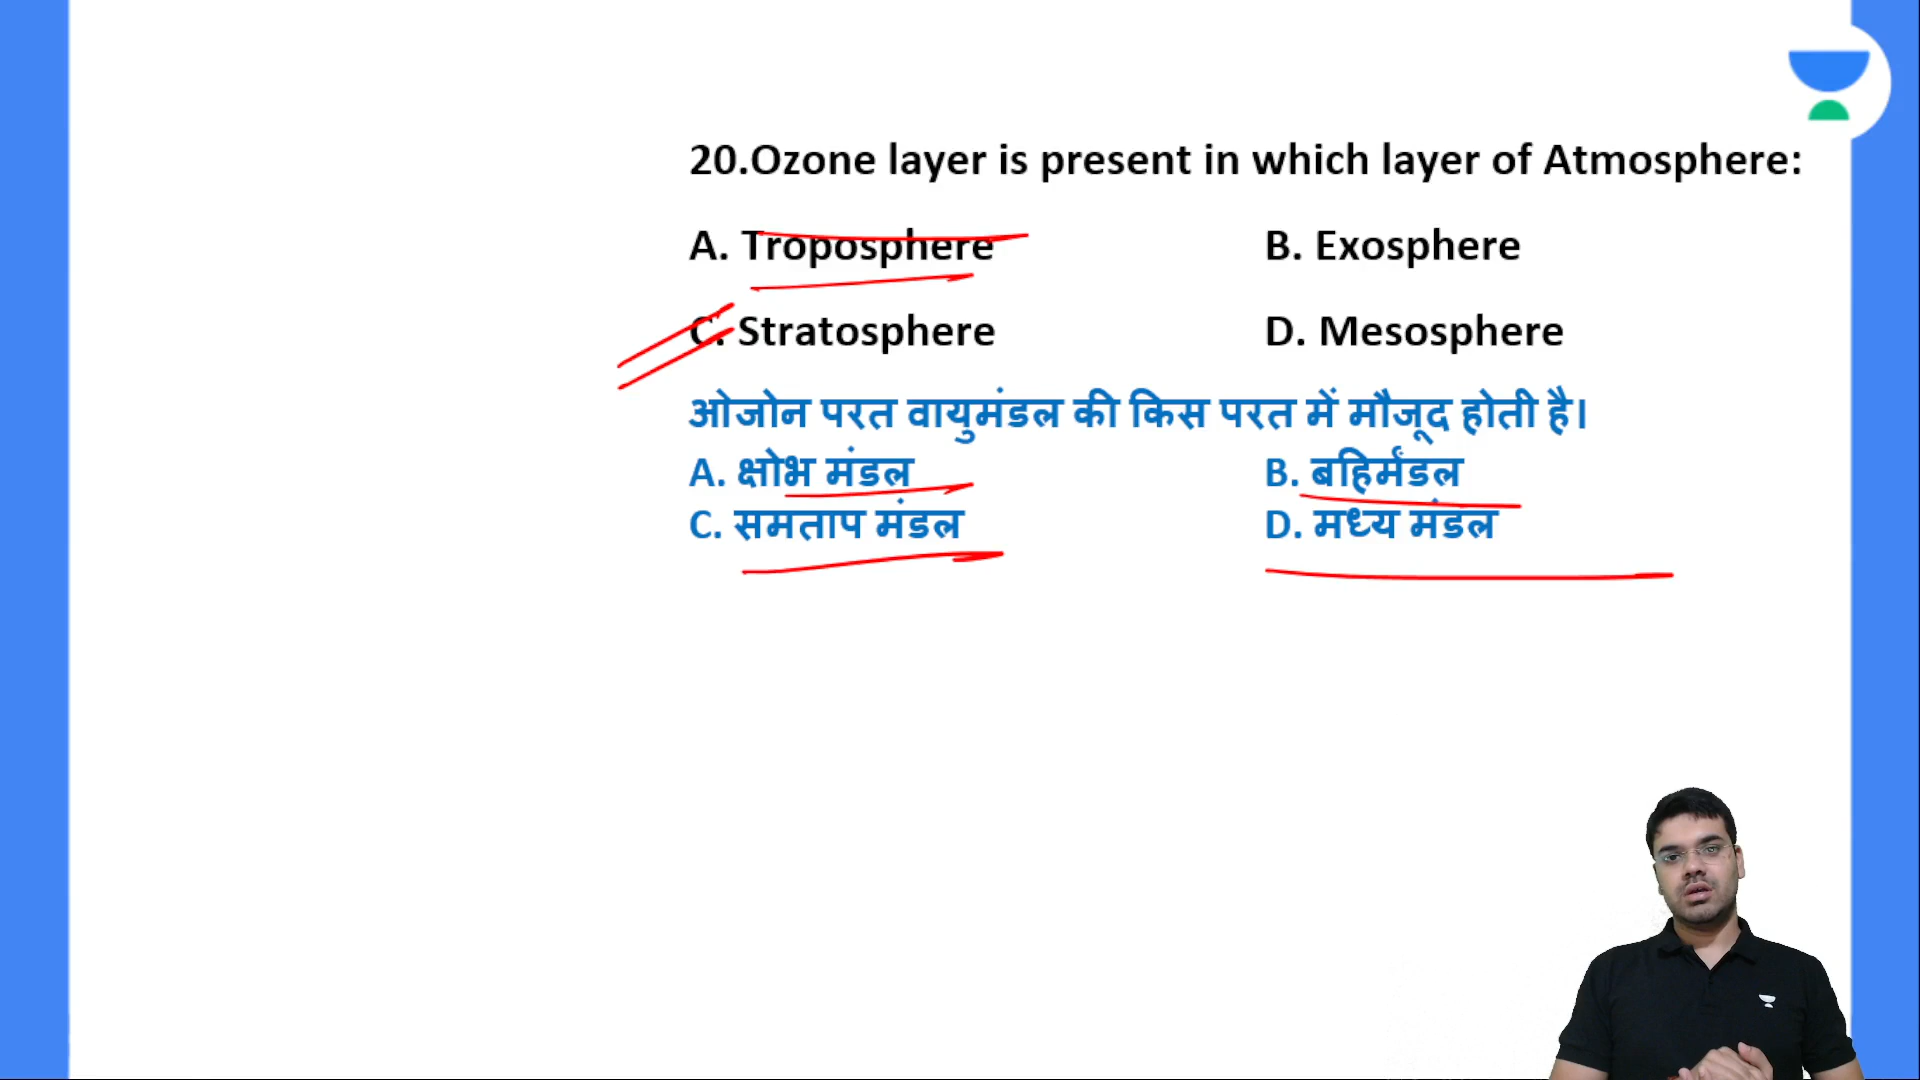 20.Ozone layer is present in which layer of Atmosphere:
A. Troposphere B. Exosphere
C. Stratosphere D. Mesosphere
ओजोन परत वायुमंडल की किस परत में मौजूद होती है।
A. क्षोभ मंडल B. बहिर्मंडल
C. समताप मंडल D. मध्य मंडल